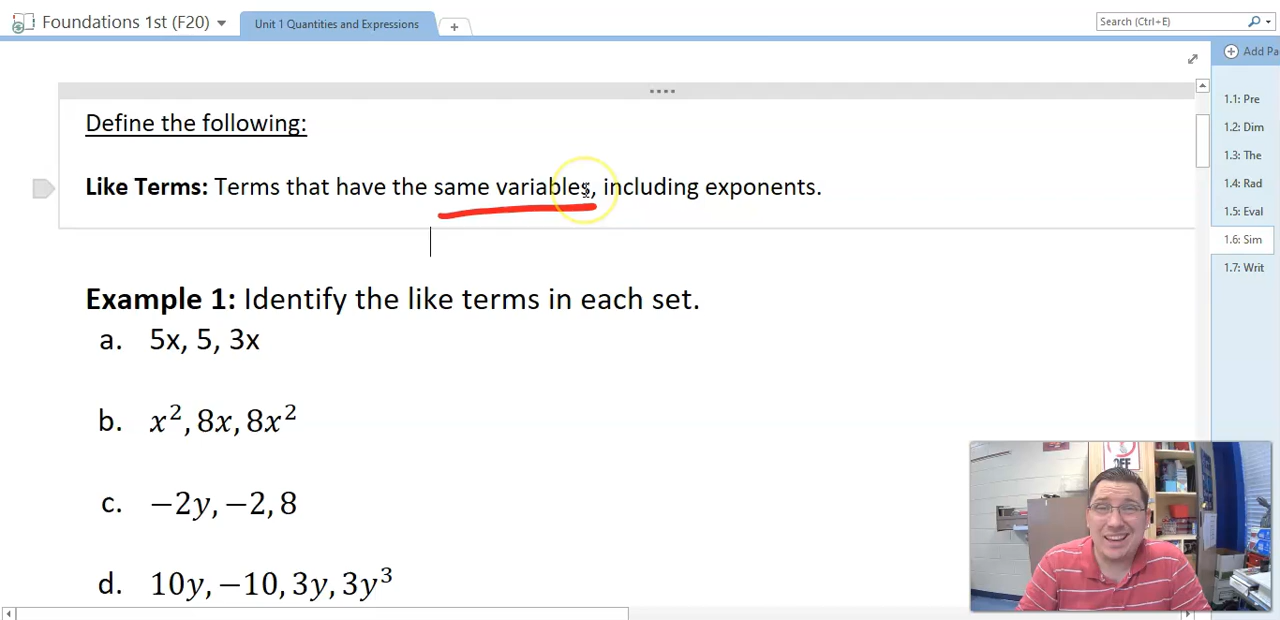 Foundations 1st (F20)
Unit 1 Quantities and Expressions
+
Search (Ctrl+E)
Add Pa
Define the following:
Like Terms: Terms that have the same variables, including exponents.
Example 1: Identify the like terms in each set.
a. 5x, 5, 3x
b. x², 8x, 8x²
c. −2y, −2, 8
d. 10y, −10, 3y, 3y³
1.1: Pre
1.2: Dim
1.3: The
1.4: Rad
1.5: Eval
1.6: Sim
1.7: Writ
OFF